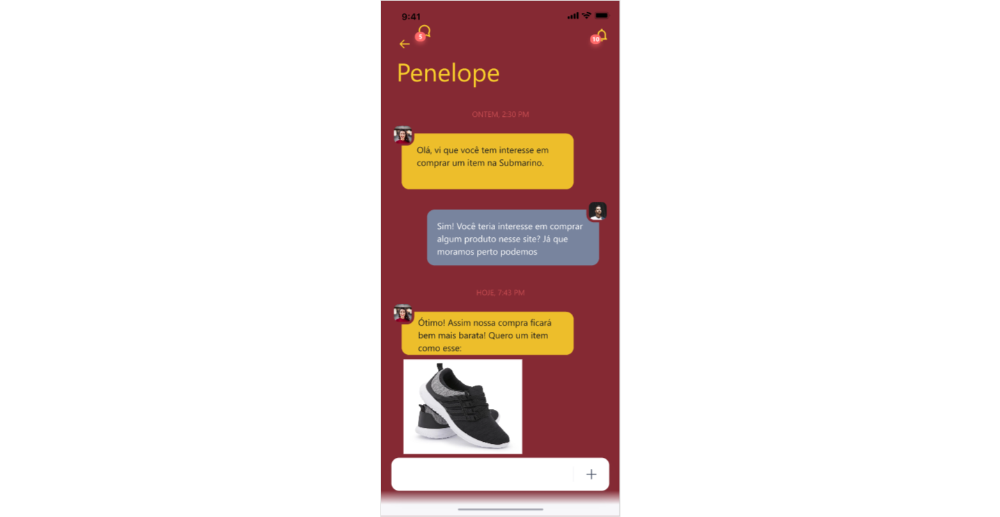 9:41
5
10
Penelope
ONTEM, 2:30 PM
Olá, vi que você tem interesse em
comprar um item na Submarino.
Sim! Você teria interesse em comprar
algum produto nesse site? Já que
moramos perto podemos
HOJE, 7:43 PM
Ótimo! Assim nossa compra ficará
bem mais barata! Quero um item
como esse: